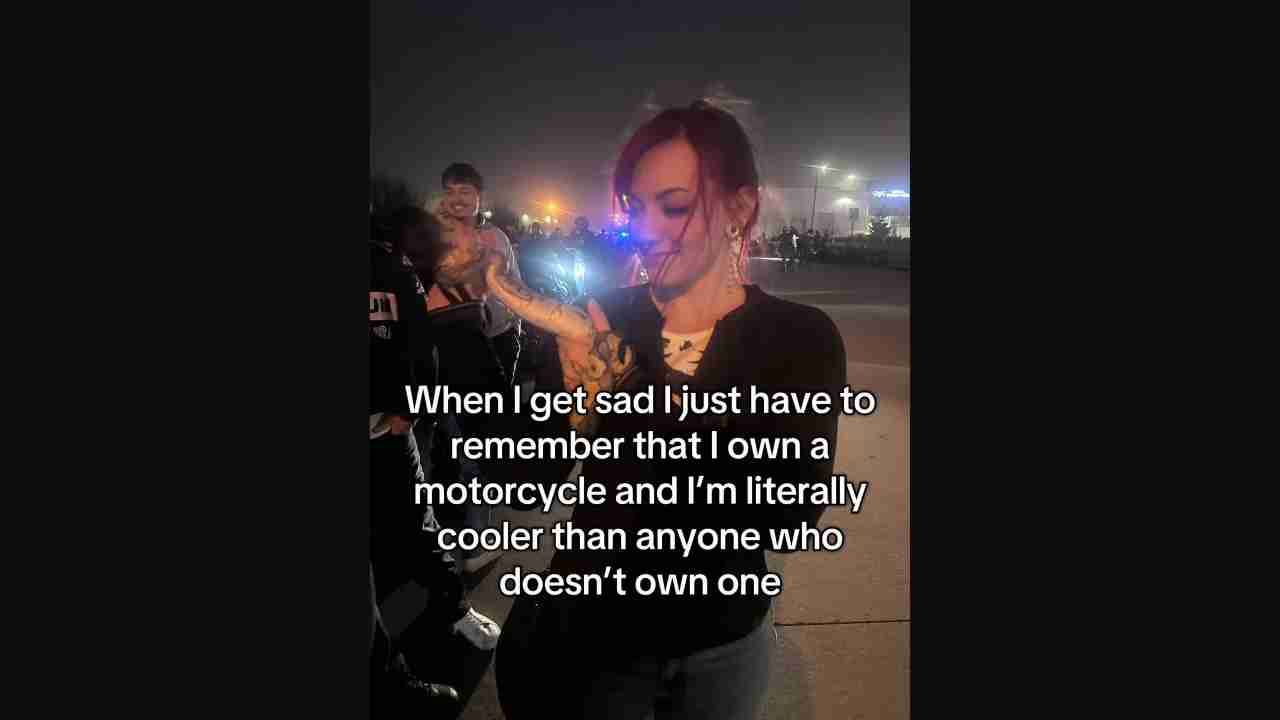 When I get sad I just have to
remember that I own a
motorcycle and I’m literally
cooler than anyone who
doesn’t own one